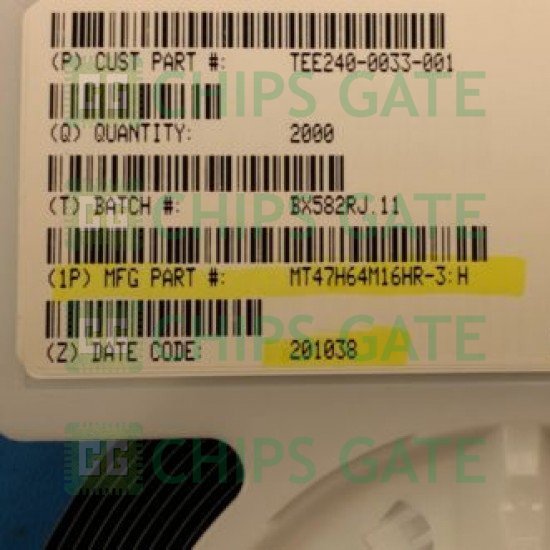 (P) CUST PART #: TEE240-0033-001
(Q) QUANTITY: 2000
(T) BATCH #: BX582RJ.11
(1P) MFG PART #: MT47H64M16HR-3:H
(Z) DATE CODE: 201038
CHIPS GATE
CHIPS GATE
CHIPS GATE
CHIPS GATE